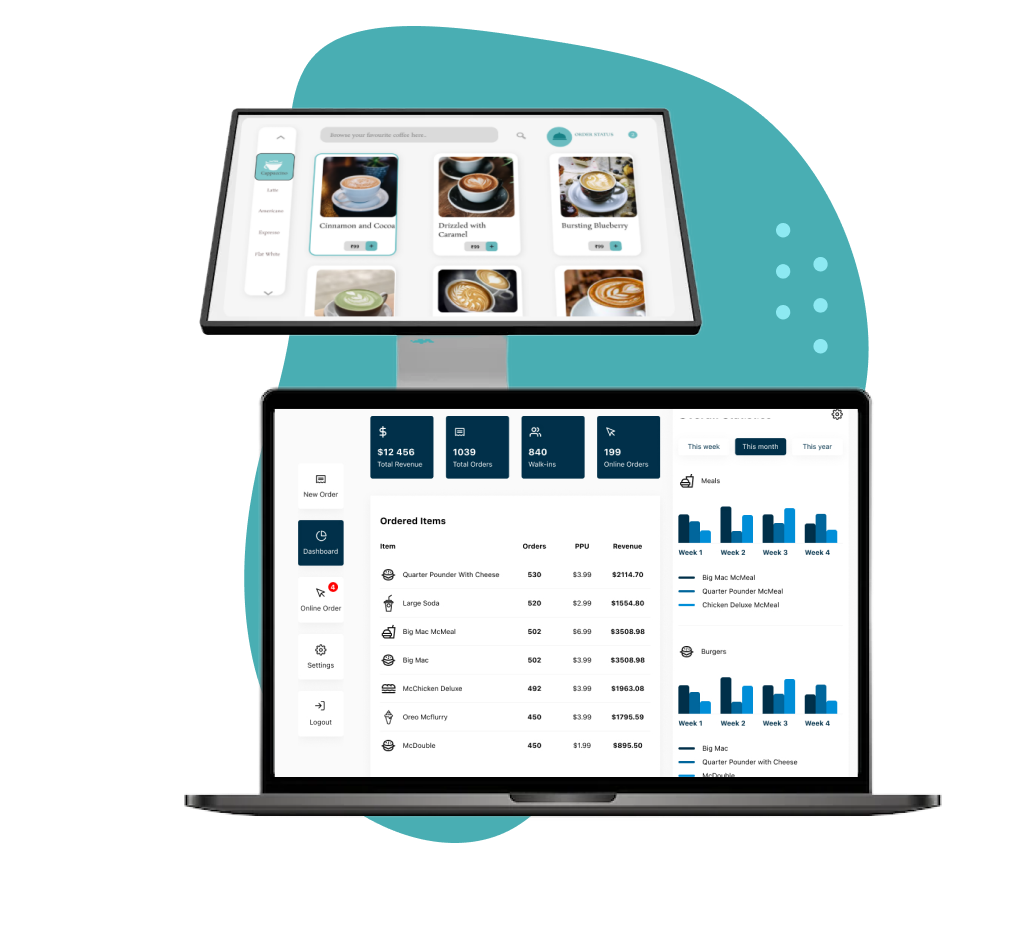 Browse your favourite coffee here..
ORDER STATUS
Cappuccino
Latte
Americano
Espresso
Flat White
Cinnamon and Cocoa
₹99 +
Drizzled with
Caramel
₹99 +
Bursting Blueberry
₹99 +
New Order
Dashboard
4
Online Order
Settings
Logout
$
$12 456
Total Revenue
1039
Total Orders
840
Walk-ins
199
Online Orders
Ordered Items
Item Orders PPU Revenue
Quarter Pounder With Cheese 530 $3.99 $2114.70
Large Soda 520 $2.99 $1554.80
Big Mac McMeal 502 $6.99 $3508.98
Big Mac 502 $3.99 $3508.98
McChicken Deluxe 492 $3.99 $1963.08
Oreo Mcflurry 450 $3.99 $1795.59
McDouble 450 $1.99 $895.50
This week This month This year
Meals
Week 1 Week 2 Week 3 Week 4
Big Mac McMeal
Quarter Pounder McMeal
Chicken Deluxe McMeal
Burgers
Week 1 Week 2 Week 3 Week 4
Big Mac
Quarter Pounder with Cheese
McDouble